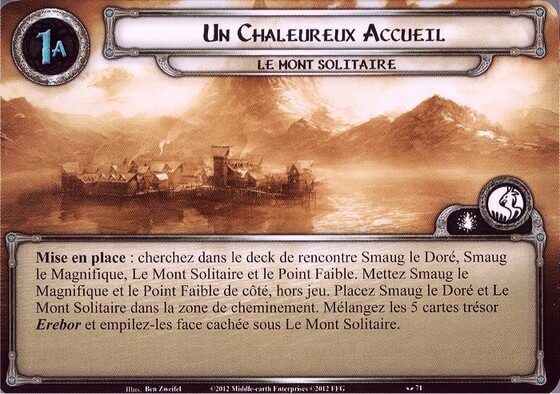 1A
Un Chaleureux Accueil
Le Mont Solitaire
Mise en place : cherchez dans le deck de rencontre Smaug le Doré, Smaug
le Magnifique, Le Mont Solitaire et le Point Faible. Mettez Smaug le
Magnifique et le Point Faible de côté, hors jeu. Placez Smaug le Doré et Le
Mont Solitaire dans la zone de cheminement. Mélangez les 5 cartes trésor
Erebor et empilez-les face cachée sous Le Mont Solitaire.
Illus. Ben Zweifel ©2012 Middle-earth Enterprises ©2012 FFG 71